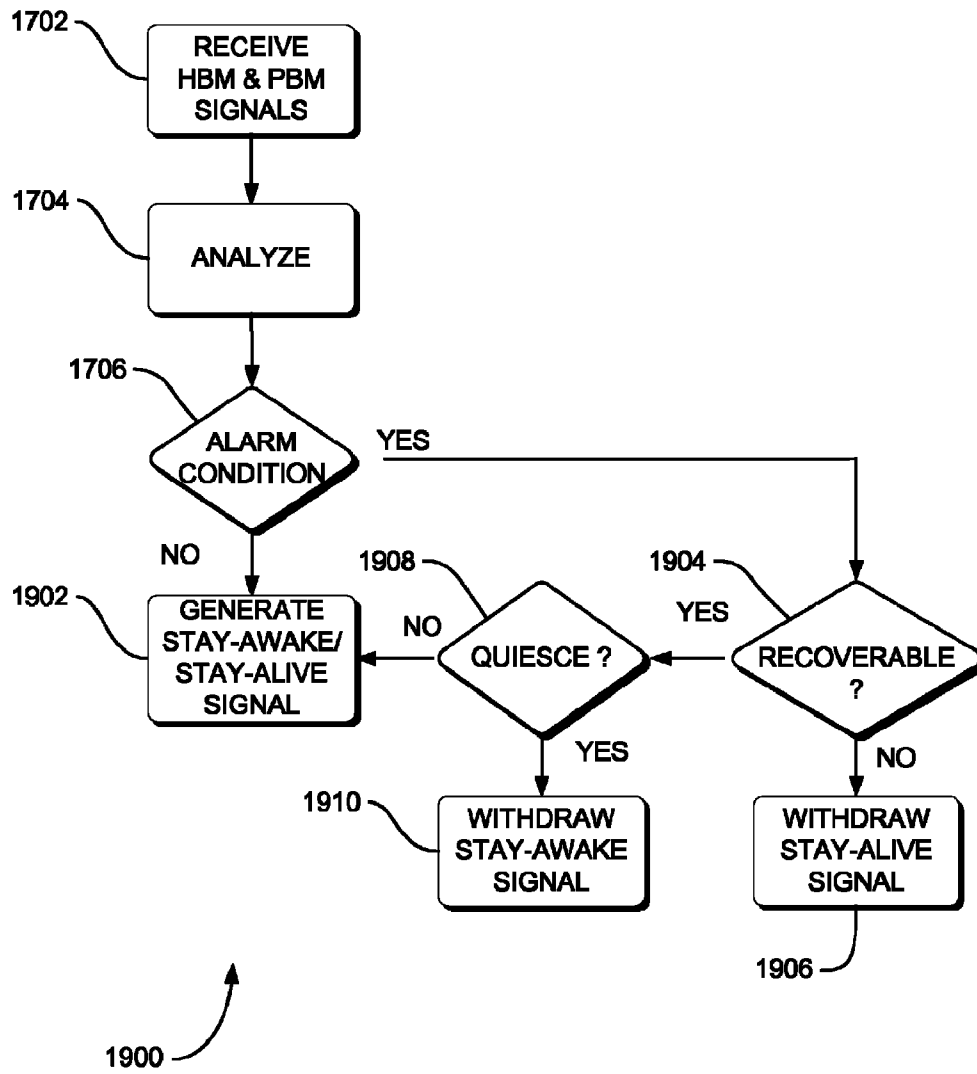 1702
RECEIVE
HBM & PBM
SIGNALS
1704
ANALYZE
1706
ALARM
CONDITION
YES
NO
1902
GENERATE
STAY-AWAKE/
STAY-ALIVE
SIGNAL
1908
NO
QUIESCE ?
YES
1904
YES
RECOVERABLE
?
NO
1910
WITHDRAW
STAY-AWAKE
SIGNAL
WITHDRAW
STAY-ALIVE
SIGNAL
1906
1900